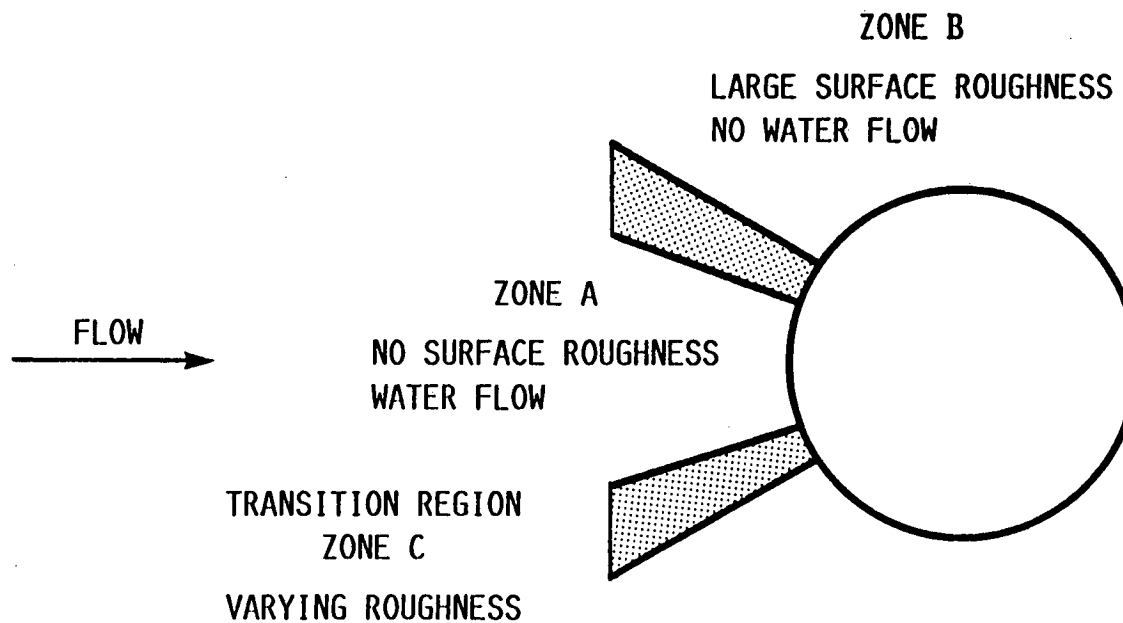 ZONE B
LARGE SURFACE ROUGHNESS
NO WATER FLOW
ZONE A
FLOW
NO SURFACE ROUGHNESS
WATER FLOW
TRANSITION REGION
ZONE C
VARYING ROUGHNESS